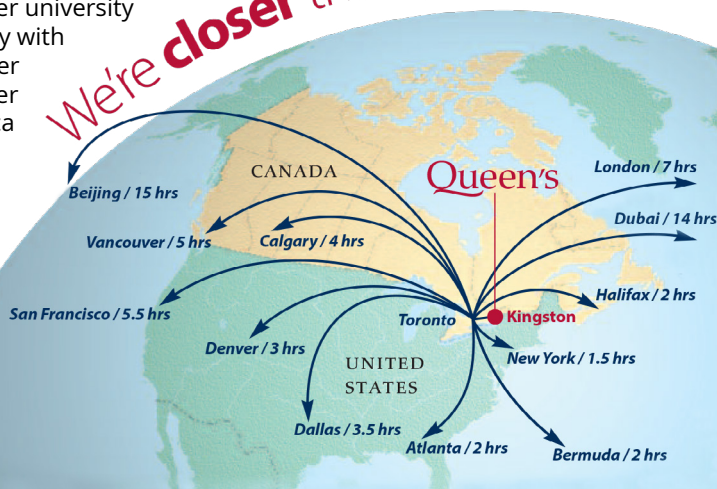 er university
y with
er
er
ca
We're closer
CANADA
Queen's
London / 7 hrs
Beijing / 15 hrs
Dubai / 14 hrs
Vancouver / 5 hrs
Calgary / 4 hrs
Halifax / 2 hrs
San Francisco / 5.5 hrs
Toronto
Kingston
Denver / 3 hrs
New York / 1.5 hrs
UNITED
STATES
Dallas / 3.5 hrs
Atlanta / 2 hrs
Bermuda / 2 hrs